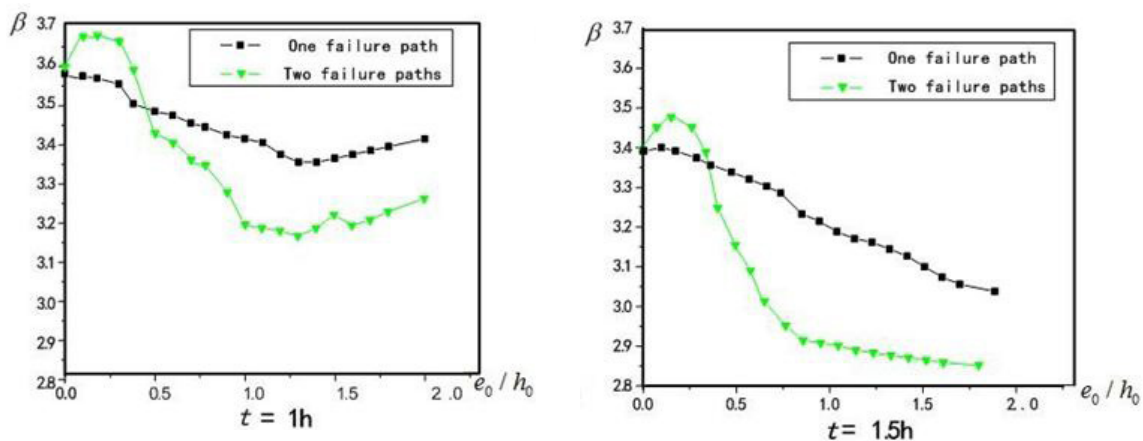 β
3.7
3.6
3.5
3.4
3.3
3.2
3.1
3.0
2.9
2.8
One failure path
Two failure paths
0.0 0.5 1.0 1.5 2.0
e₀ / h₀
t = 1h
β
3.7
3.6
3.5
3.4
3.3
3.2
3.1
3.0
2.9
2.8
One failure path
Two failure paths
0.0 0.5 1.0 1.5 2.0
e₀ / h₀
t = 1.5h